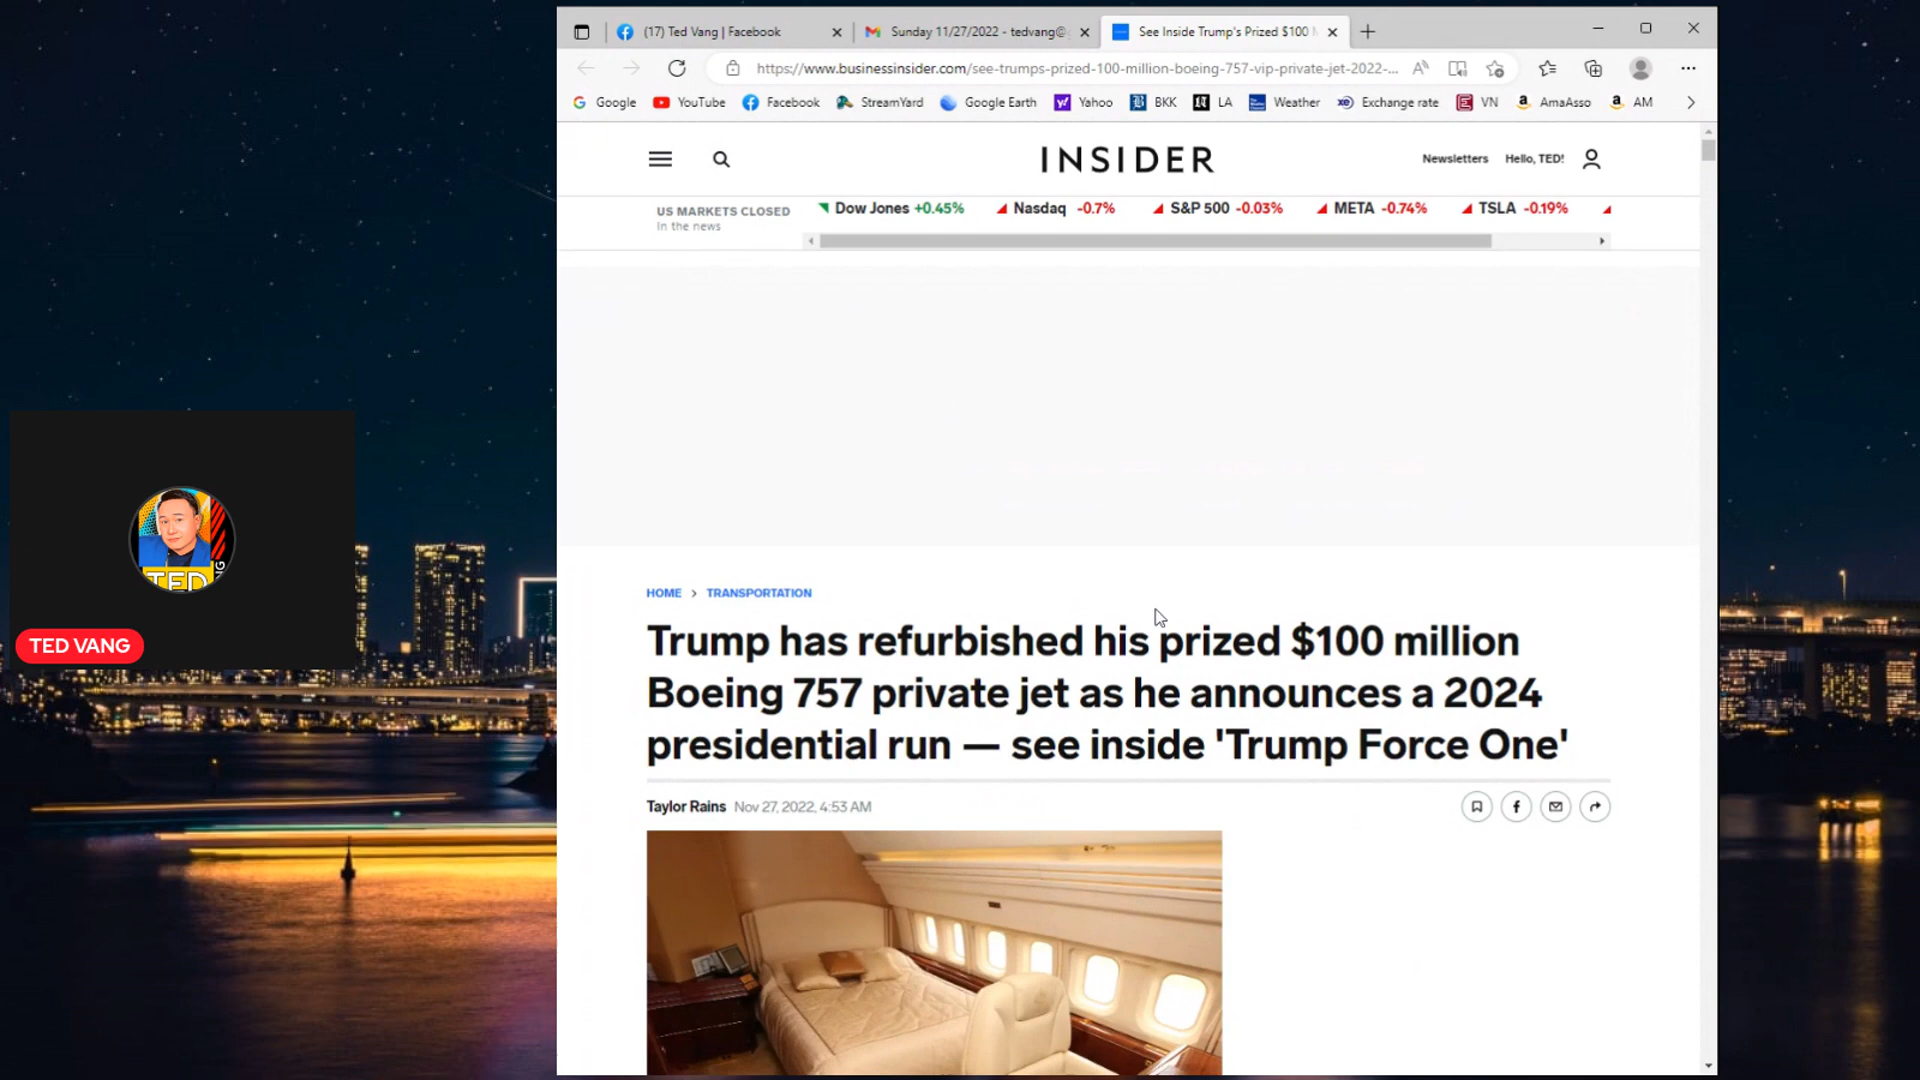 (17) Ted Vang | Facebook
Sunday 11/27/2022 - tedvang@
See Inside Trump's Prized $100
https://www.businessinsider.com/see-trumps-prized-100-million-boeing-757-vip-private-jet-2022-...
Google YouTube Facebook StreamYard Google Earth Yahoo BKK LA Weather Exchange rate VN AmaAsso AM
INSIDER
Newsletters Hello, TED!
US MARKETS CLOSED
In the news
Dow Jones +0.45% Nasdaq -0.7% S&P 500 -0.03% META -0.74% TSLA -0.19%
HOME > TRANSPORTATION
Trump has refurbished his prized $100 million
Boeing 757 private jet as he announces a 2024
presidential run — see inside 'Trump Force One'
Taylor Rains Nov 27, 2022, 4:53 AM
TED
TED VANG